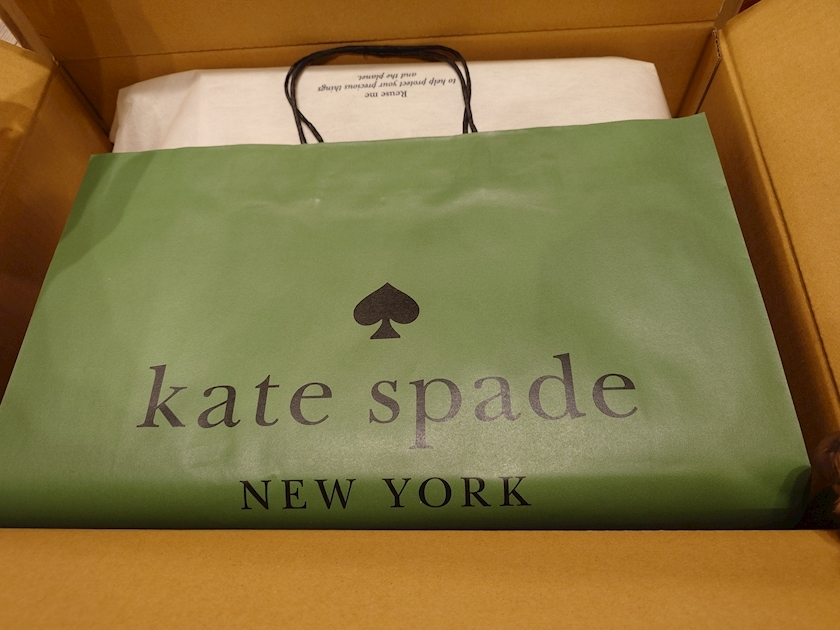 Reuse me
to help protect your precious things
and the planet.
kate spade
NEW YORK